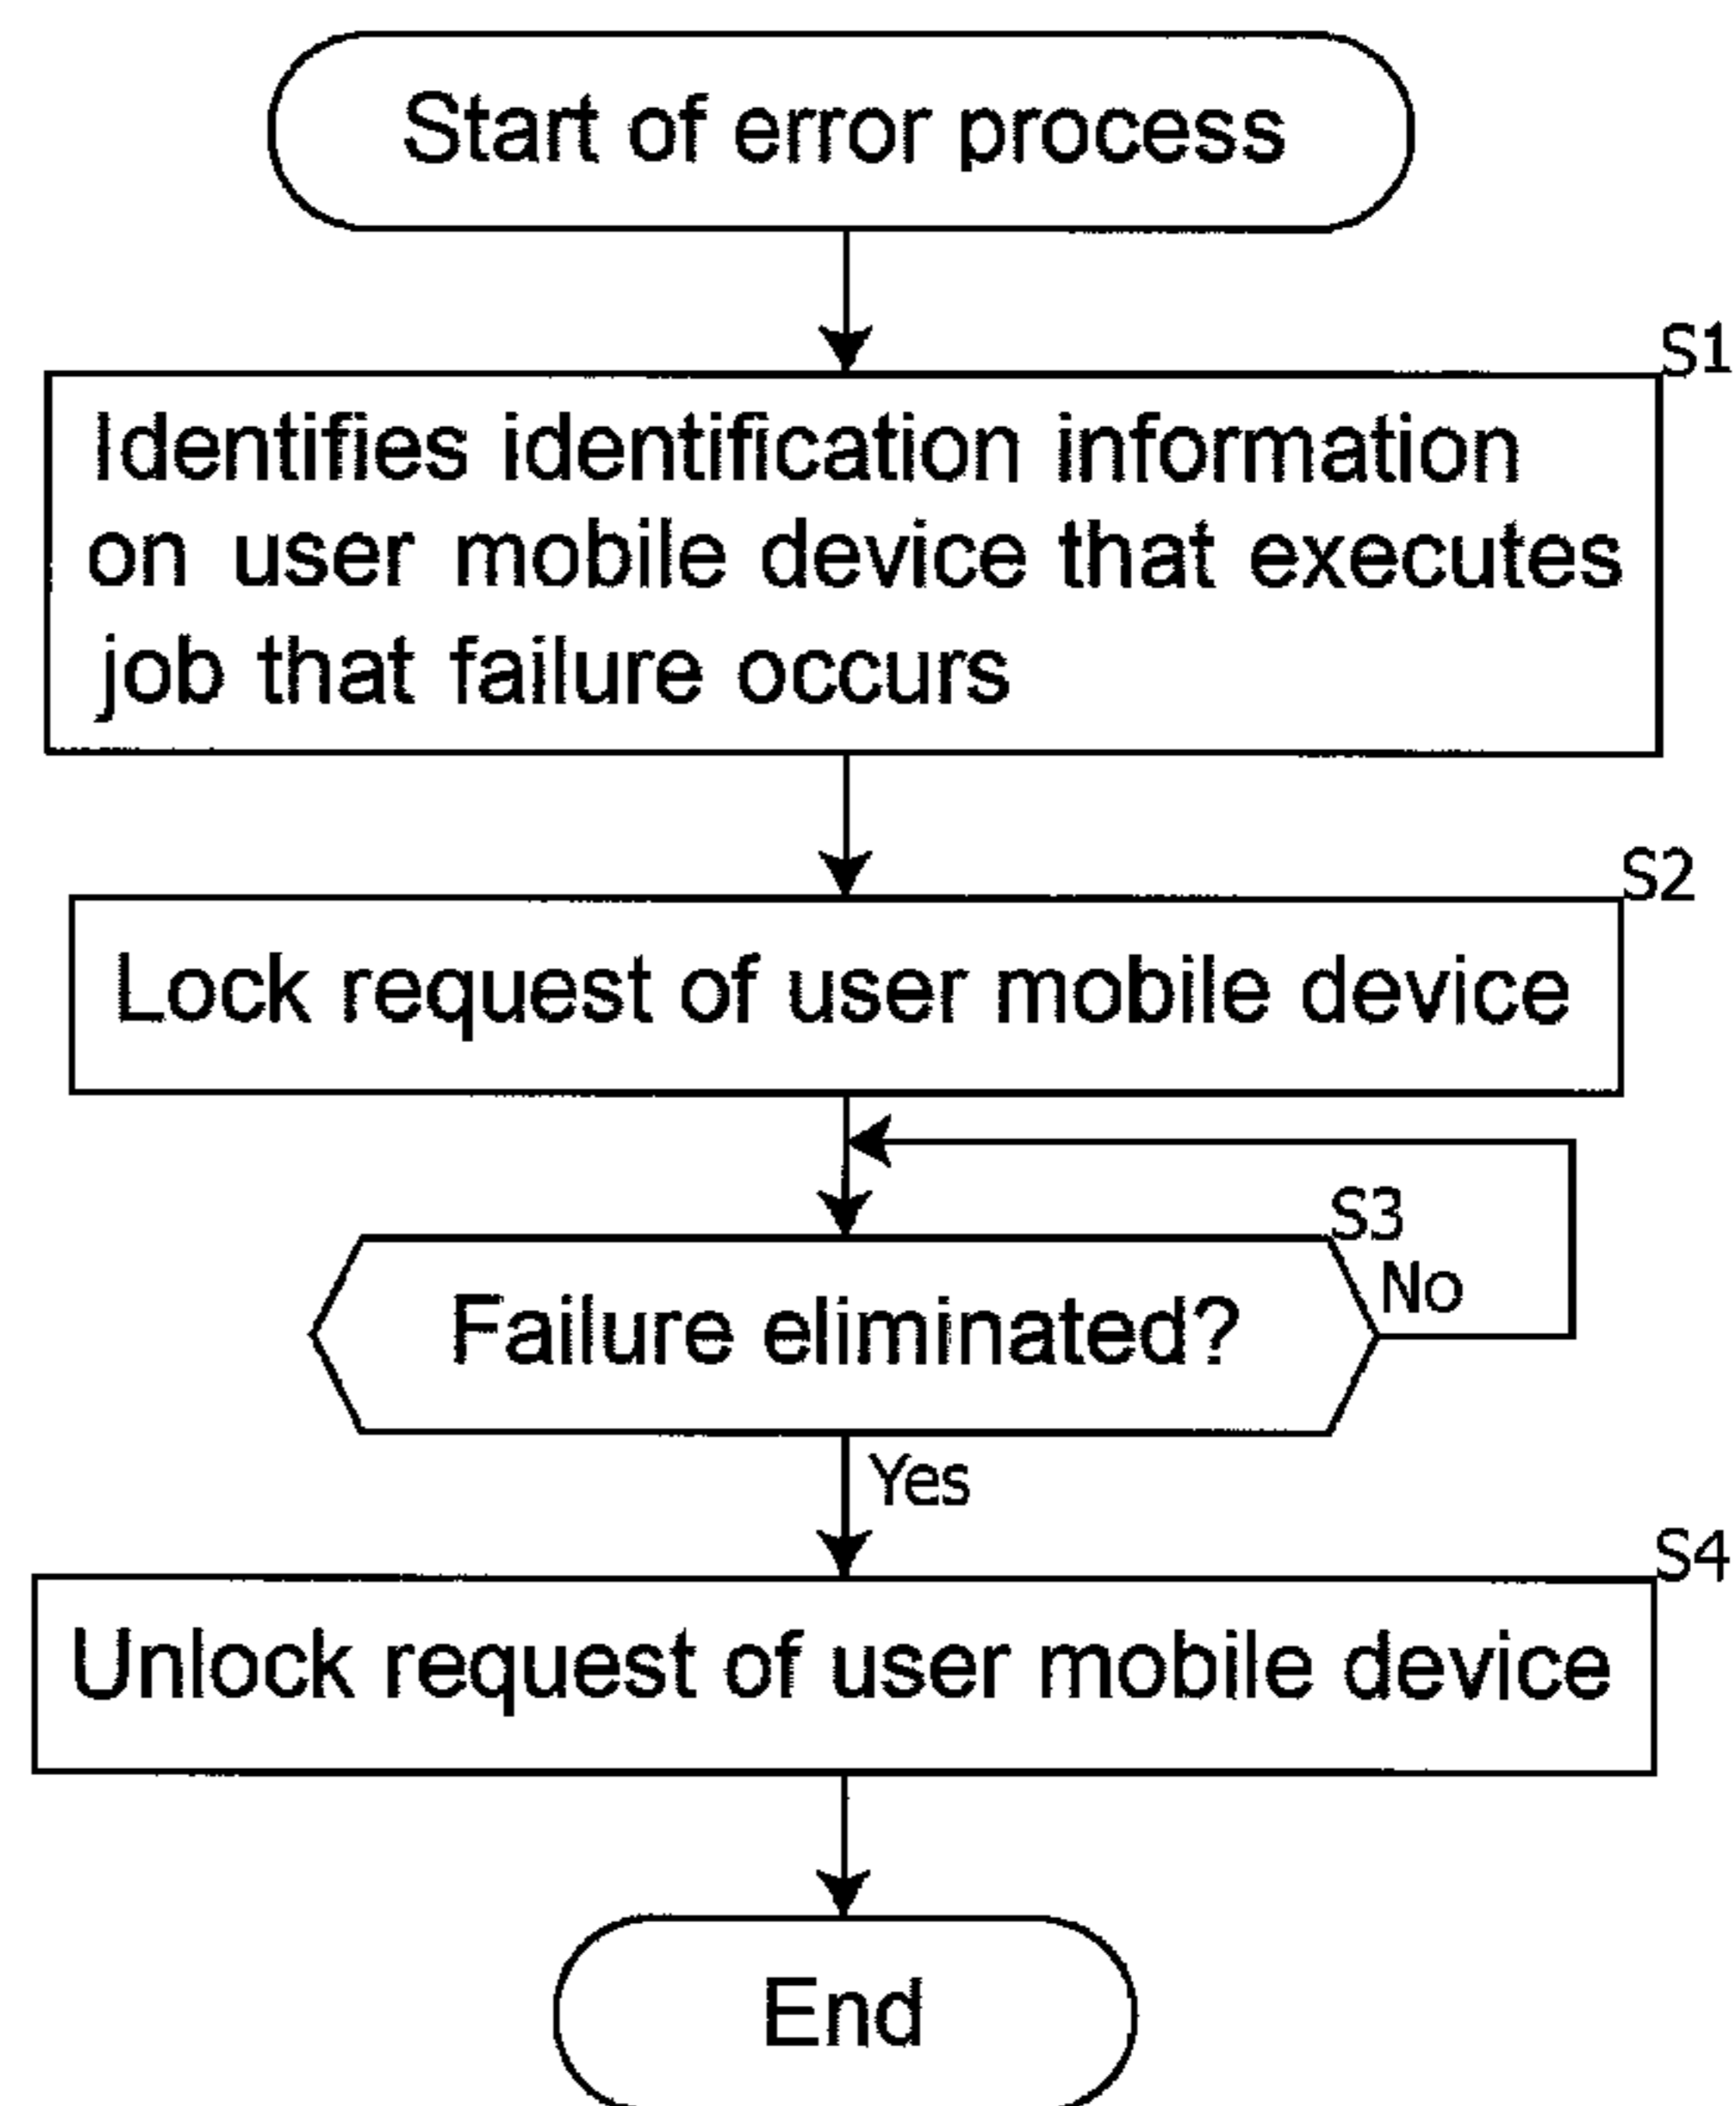 Start of error process
S1
Identifies identification information
on user mobile device that executes
job that failure occurs
S2
Lock request of user mobile device
S3
Failure eliminated?
No
Yes
S4
Unlock request of user mobile device
End